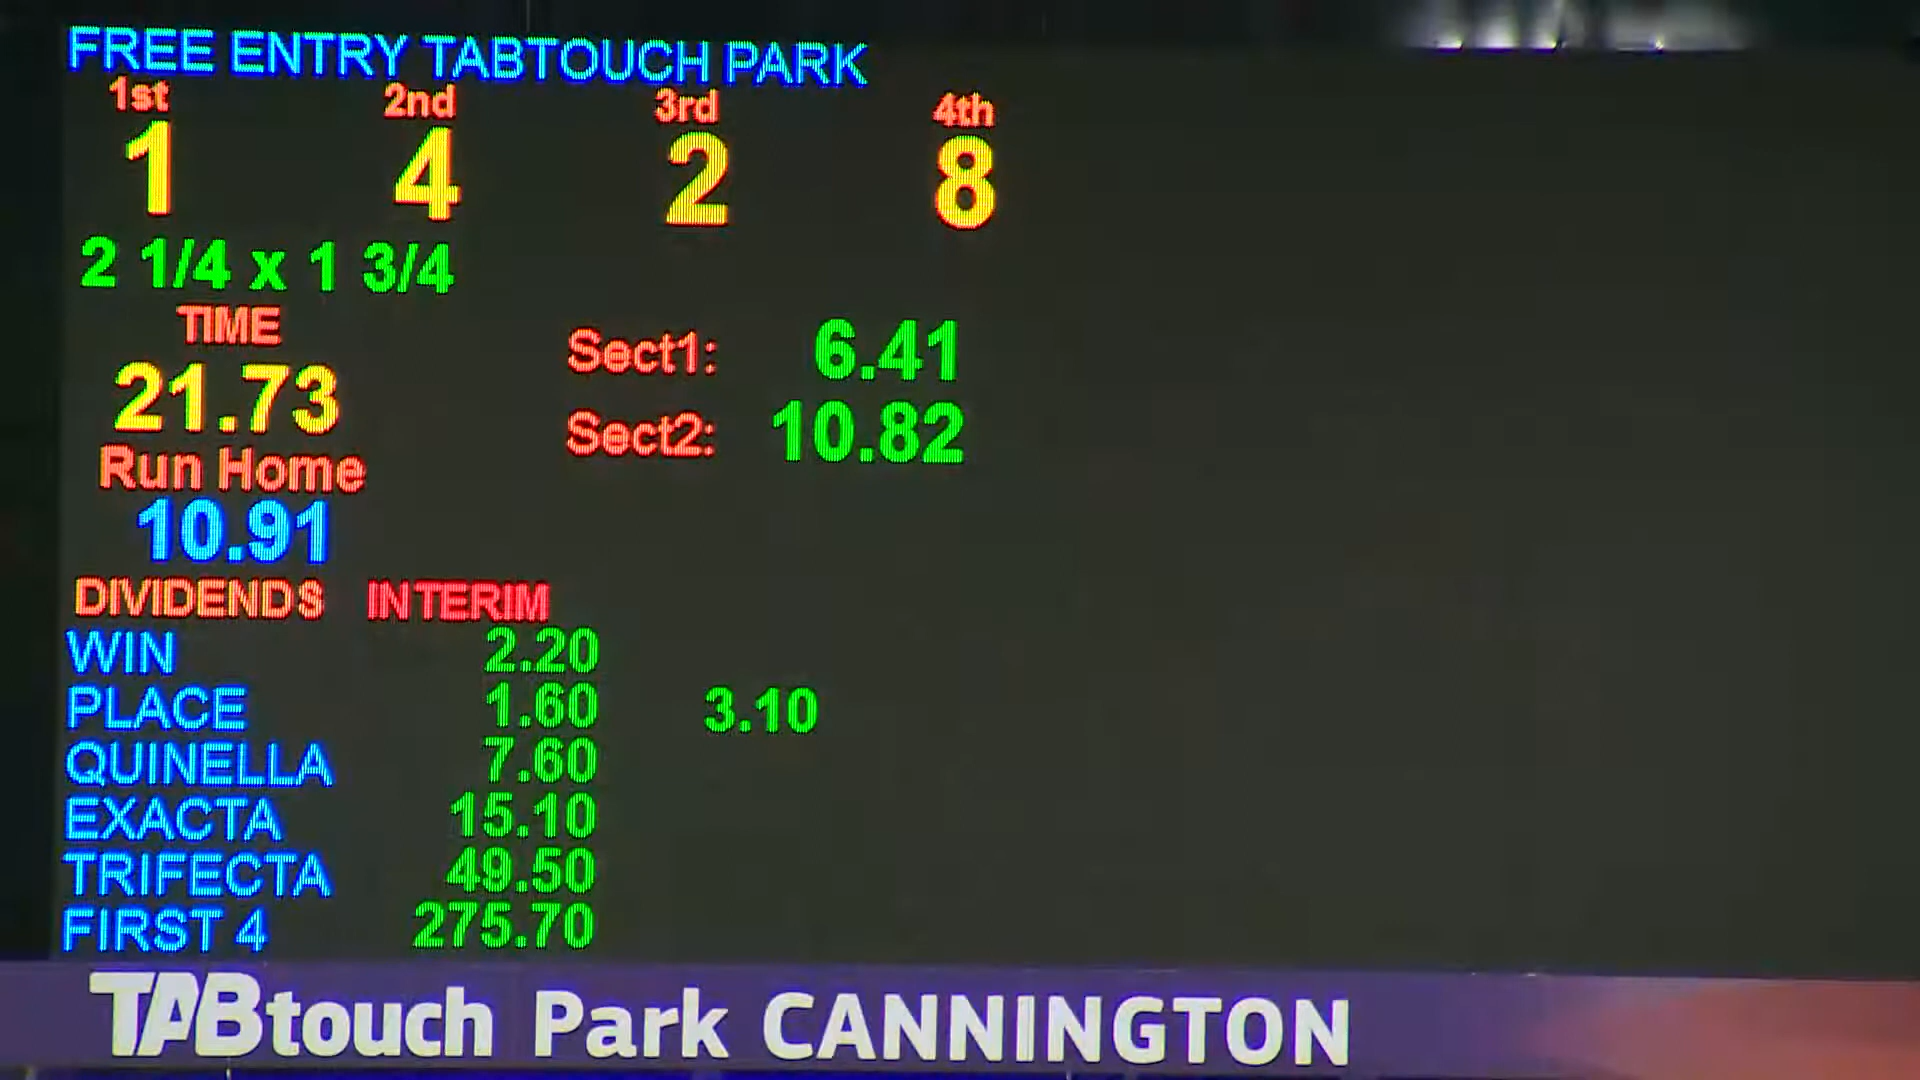 FREE ENTRY TABTOUCH PARK
1st 2nd 3rd 4th
1 4 2 8
2 1/4 x 1 3/4
TIME
21.73
Sect1: 6.41
Sect2: 10.82
Run Home
10.91
DIVIDENDS INTERIM
WIN 2.20
PLACE 1.60 3.10
QUINELLA 7.60
EXACTA 15.10
TRIFECTA 49.50
FIRST 4 275.70
TABtouch Park CANNINGTON